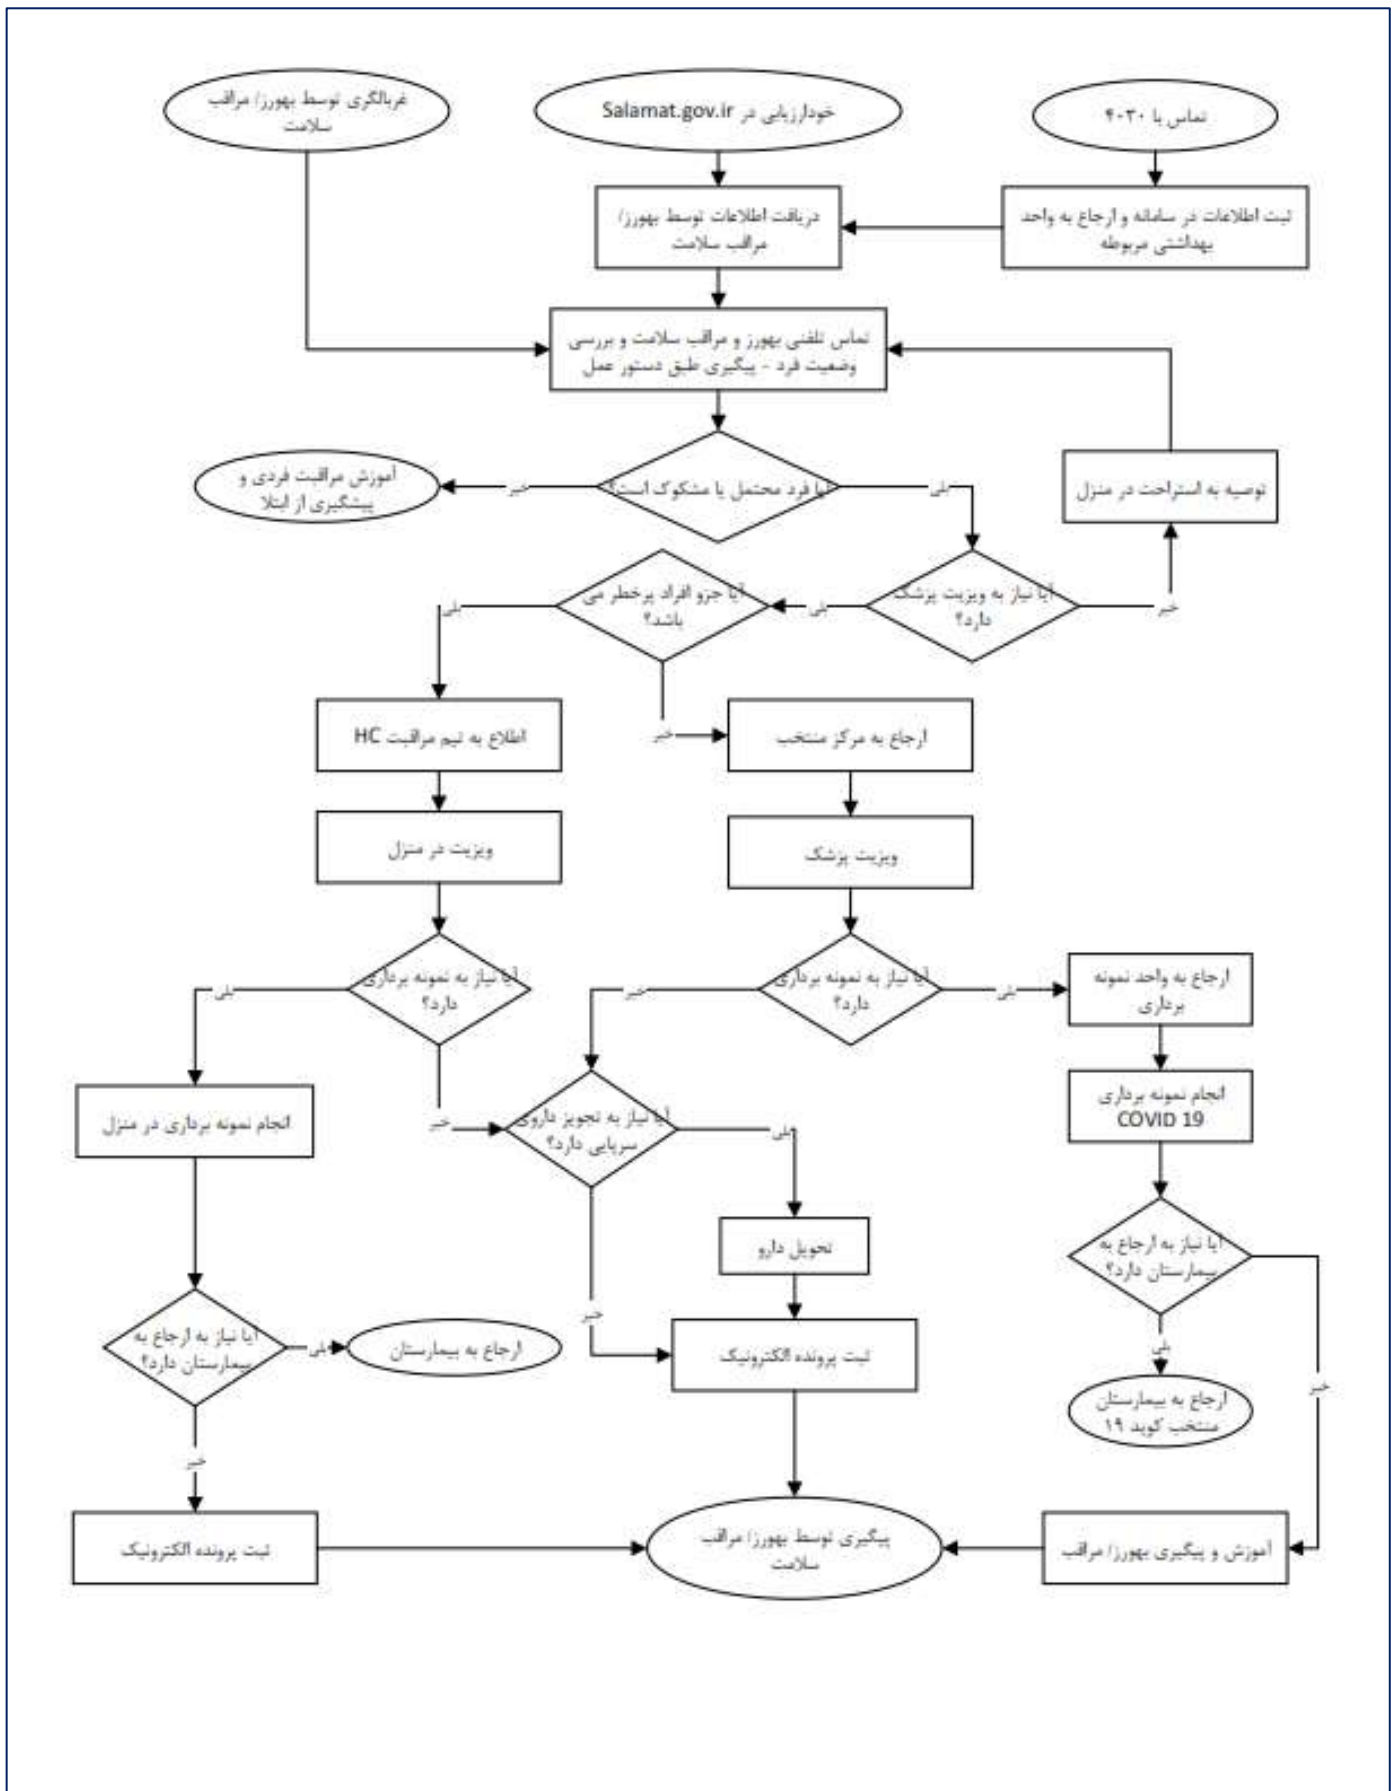 تماس با ۴۰۳۰
خودارزیابی در Salamat.gov.ir
غربالگری توسط بهورز/ مراقب
سلامت
ثبت اطلاعات در سامانه و ارجاع به واحد
بهداشتی مربوطه
دریافت اطلاعات توسط بهورز/
مراقب سلامت
تماس تلفنی بهورز و مراقب سلامت و بررسی
وضعیت فرد - پیگیری طبق دستور عمل
آیا فرد محتمل یا مشکوک است؟
بلی
خیر
آموزش مراقبت فردی و
پیشگیری از ابتلا
توصیه به استراحت در منزل
آیا نیاز به ویزیت پزشک
دارد؟
خیر
بلی
آیا جزو افراد پرخطر می
باشد؟
بلی
خیر
ارجاع به مرکز منتخب
اطلاع به تیم مراقبت HC
ویزیت پزشک
ویزیت در منزل
ارجاع به واحد نمونه
برداری
بلی
آیا نیاز به نمونه برداری
دارد؟
خیر
آیا نیاز به نمونه برداری
دارد؟
بلی
خیر
انجام نمونه برداری
COVID 19
آیا نیاز به تجویز داروی
سرپایی دارد؟
بلی
خیر
انجام نمونه برداری در منزل
تحویل دارو
آیا نیاز به ارجاع به
بیمارستان دارد؟
بلی
خیر
ثبت پرونده الکترونیک
ارجاع به بیمارستان
بلی
آیا نیاز به ارجاع به
بیمارستان دارد؟
خیر
ارجاع به بیمارستان
منتخب کوید ۱۹
آموزش و پیگیری بهورز/ مراقب
پیگیری توسط بهورز/ مراقب
سلامت
ثبت پرونده الکترونیک